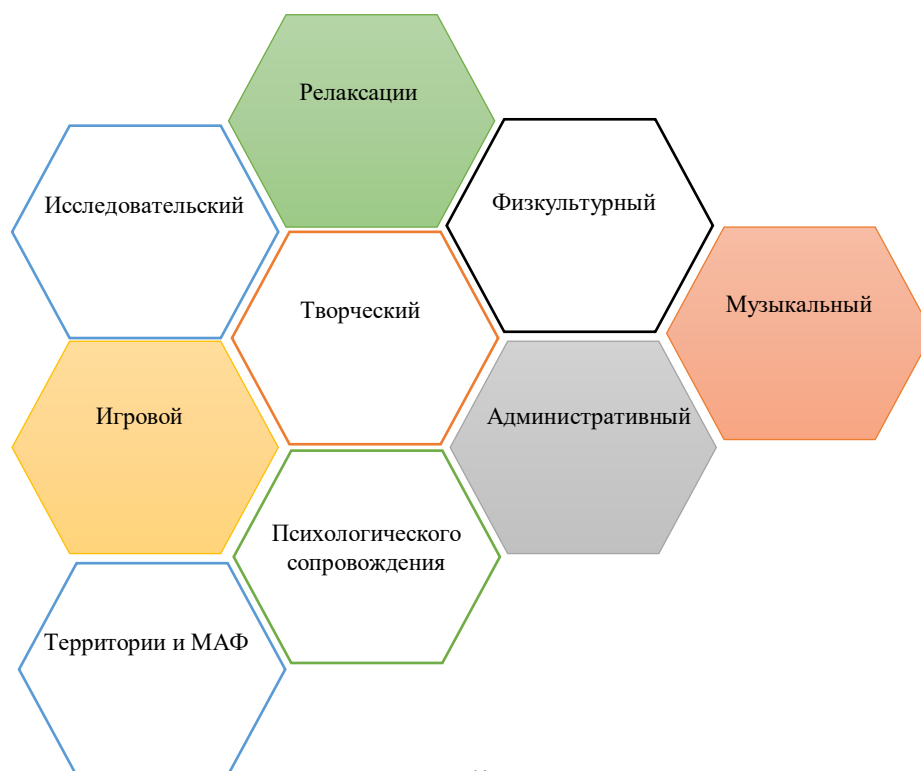 Релаксации
Исследовательский
Физкультурный
Творческий
Музыкальный
Игровой
Административный
Психологического
сопровождения
Территории и МАФ